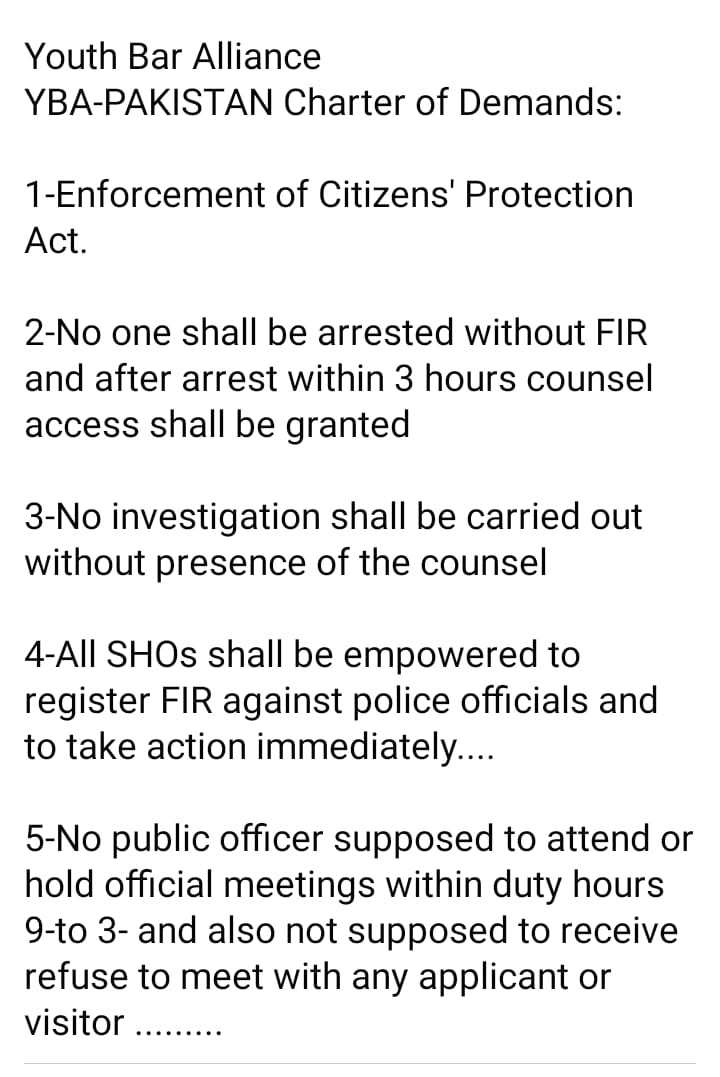 Youth Bar Alliance
YBA-PAKISTAN Charter of Demands:
1-Enforcement of Citizens' Protection
Act.
2-No one shall be arrested without FIR
and after arrest within 3 hours counsel
access shall be granted
3-No investigation shall be carried out
without presence of the counsel
4-All SHOs shall be empowered to
register FIR against police officials and
to take action immediately....
5-No public officer supposed to attend or
hold official meetings within duty hours
9-to 3- and also not supposed to receive
refuse to meet with any applicant or
visitor .........